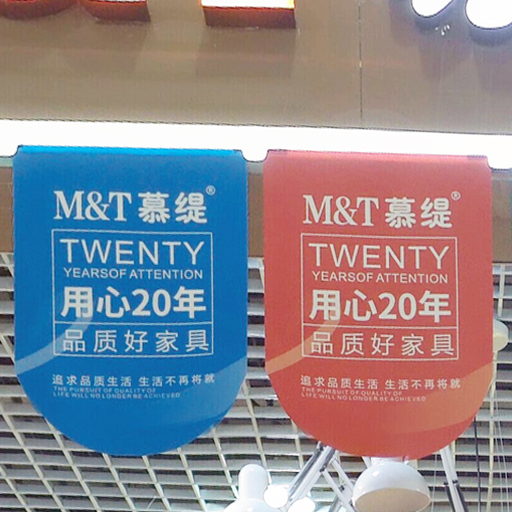 M&T 慕缇®
TWENTY
YEARSOF ATTENTION
用心20年
品质好家具
追求品质生活 生活不再将就
THE PURSUIT OF QUALITY OF
LIFE WILL NO LONGER BE ACHIEVED
M&T 慕缇®
TWENTY
YEARSOF ATTENTION
用心20年
品质好家具
追求品质生活 生活不再将就
THE PURSUIT OF QUALITY OF
LIFE WILL NO LONGER BE ACHIEVED